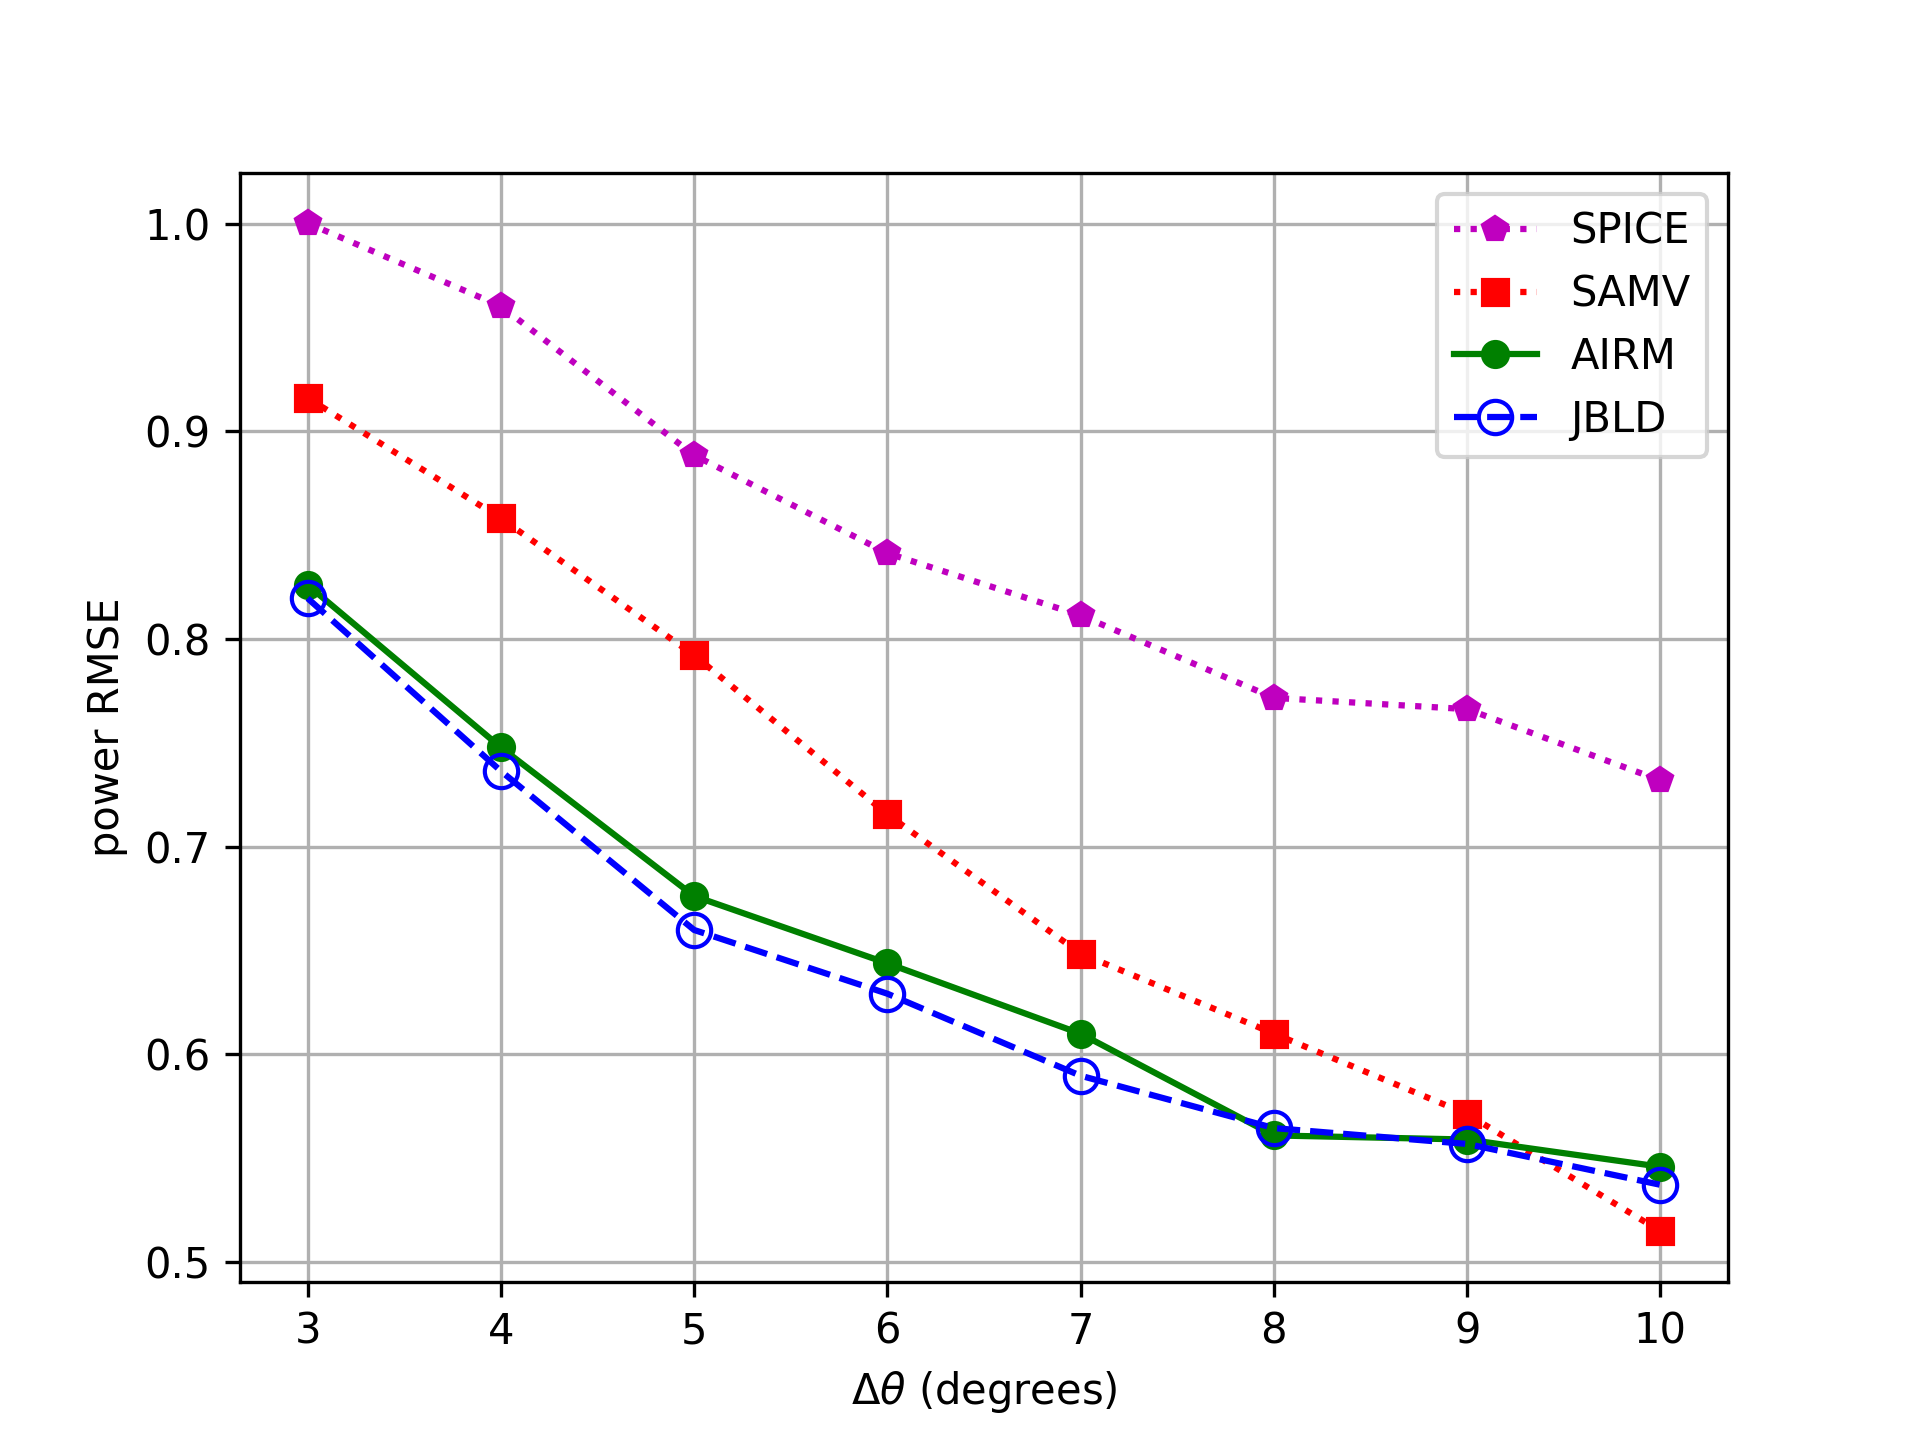 SPICE
SAMV
AIRM
JBLD
1.0
0.9
0.8
0.7
0.6
0.5
power RMSE
3 4 5 6 7 8 9 10
Δθ (degrees)